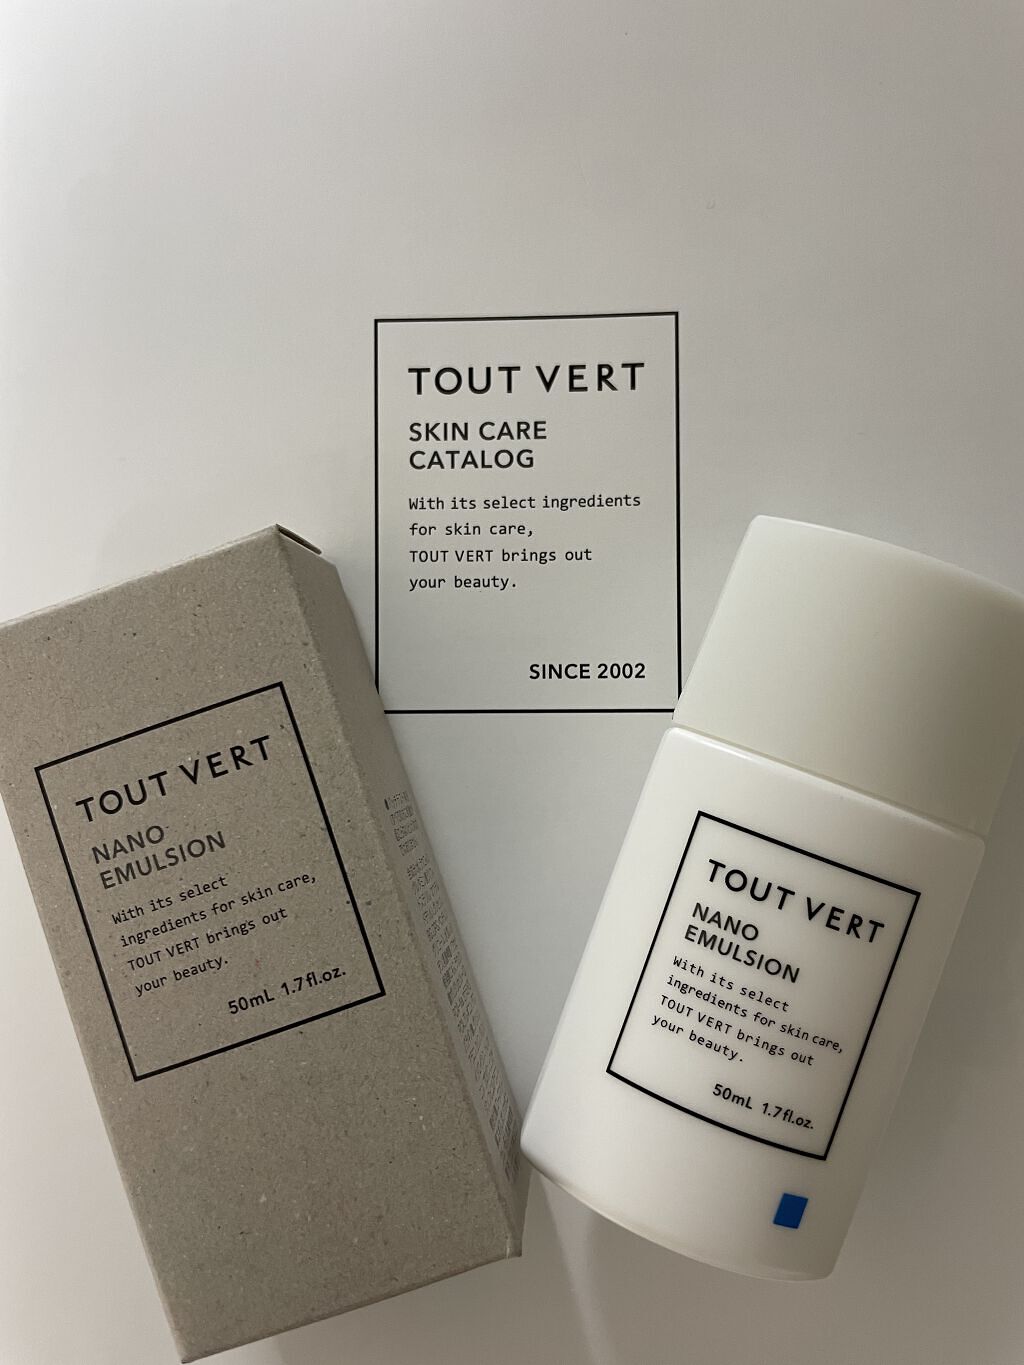 TOUT VERT
SKIN CARE
CATALOG
With its select ingredients
for skin care,
TOUT VERT brings out
your beauty.
SINCE 2002
TOUT VERT
NANO
EMULSION
With its select
ingredients for skin care,
TOUT VERT brings out
your beauty.
50mL 1.7fl.oz.
TOUT VERT
NANO
EMULSION
With its select
ingredients for skin care,
TOUT VERT brings out
your beauty.
50mL 1.7fl.oz.